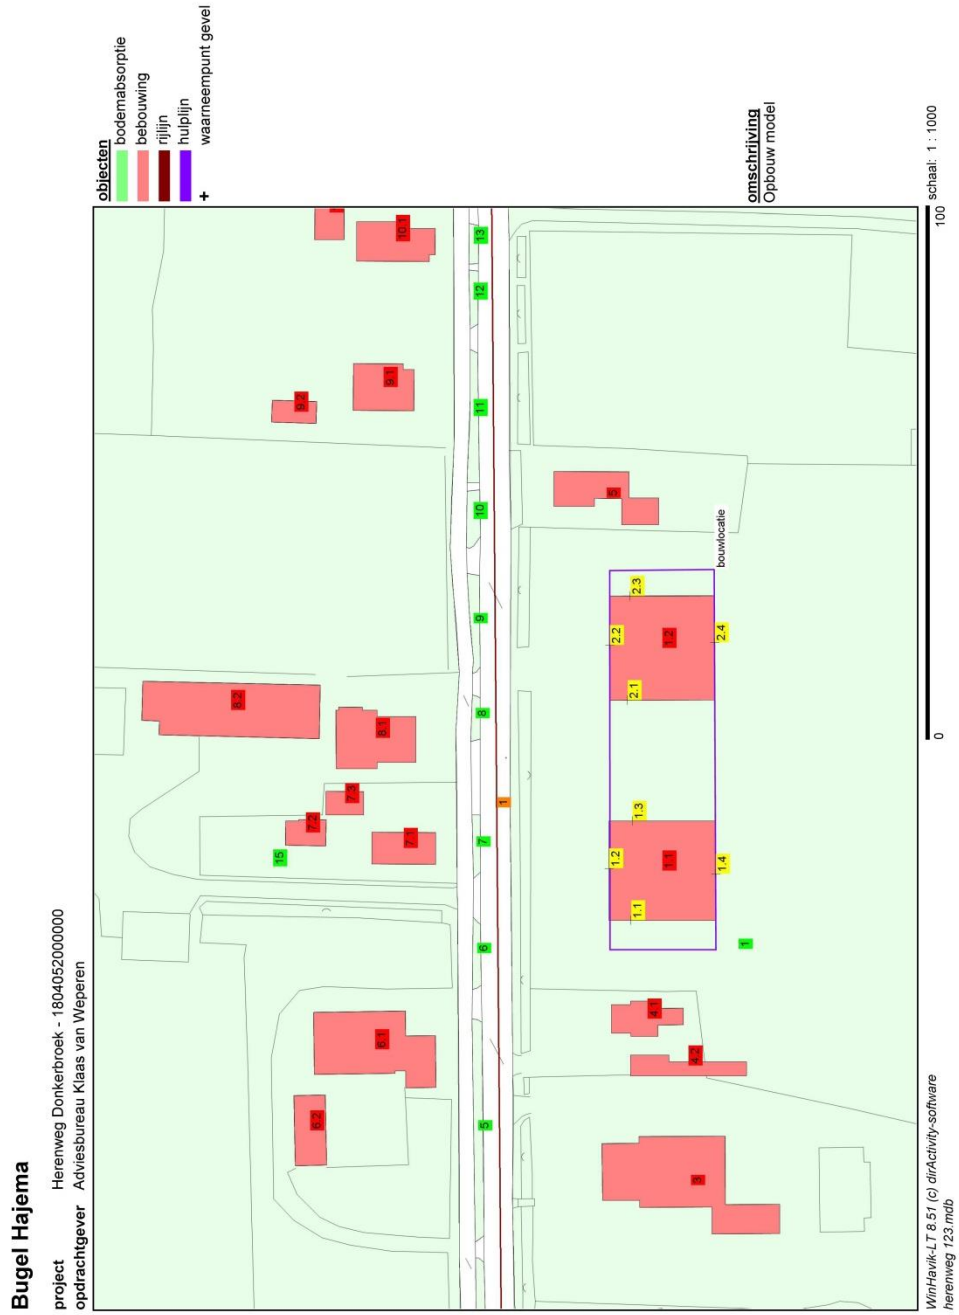 Bugel Hajema
project Herenweg Donkerbroek - 1804052000000
opdrachtgever Adviesbureau Klaas van Weperen
objecten
bodemabsorptie
bebouwing
rijlijn
hulplijn
+ waarneempunt gevel
6.2
6.1
15
7.2
7.3
7.1
8.2
8.1
9.2
9.1
10.1
5
6
7
8
9
10
11
12
13
1
3
4.2
4.1
1
1.1
1.2
1.3
1.4
1.1
2.1
2.2
2.3
2.4
1.2
bouwlocatie
5
omschrijving
Opbouw model
0
100
schaal: 1 : 1000
WinHavik-LT 8.51 (c) dirActivity-software
herenweg 123.mdb